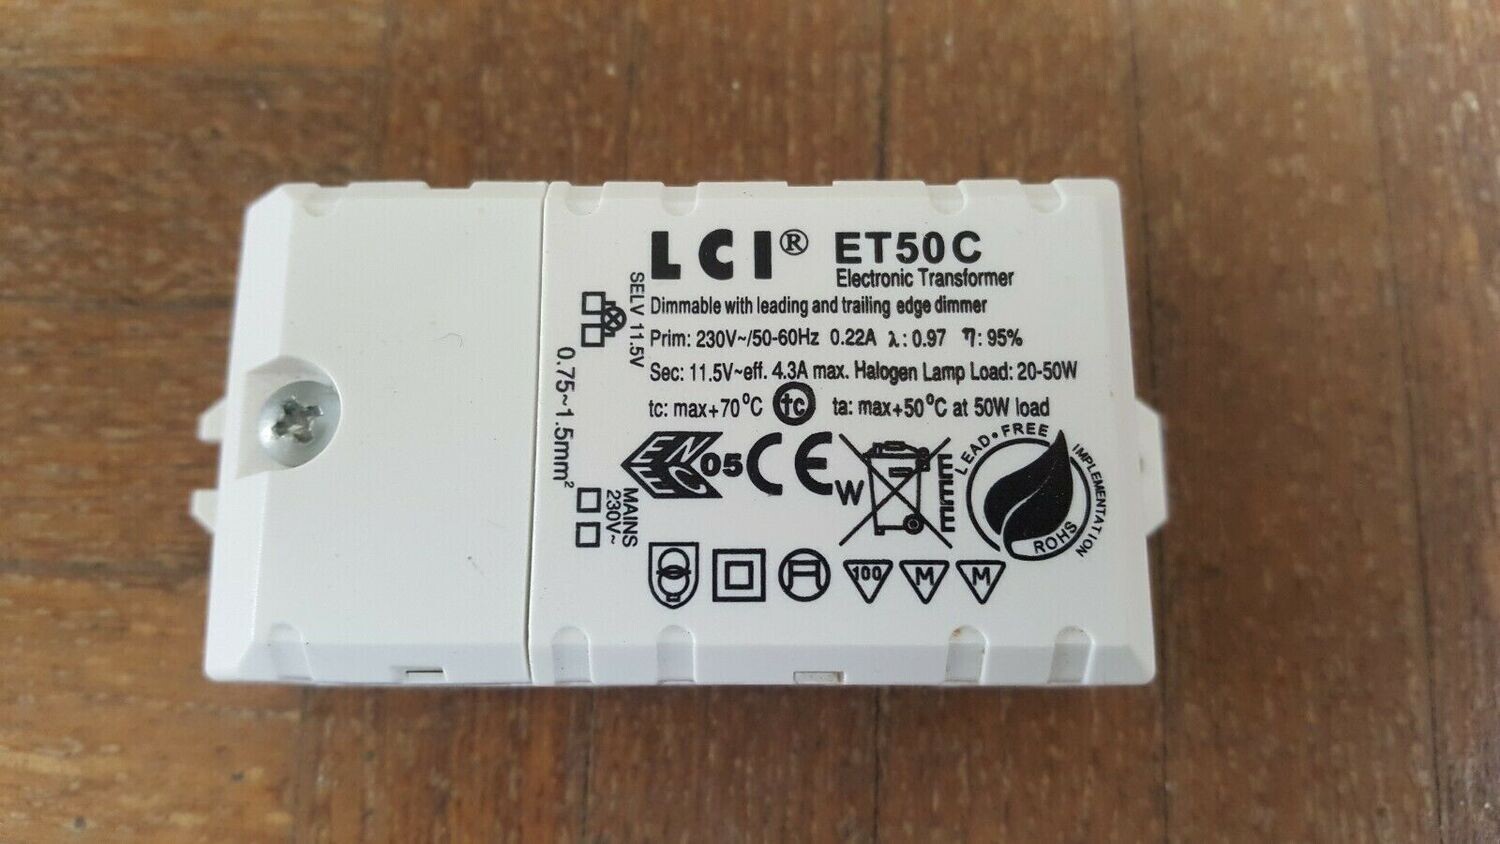 LCI® ET50C
Electronic Transformer
Dimmable with leading and trailing edge dimmer
Prim: 230V~/50-60Hz 0.22A λ: 0.97 η: 95%
Sec: 11.5V~eff. 4.3A max. Halogen Lamp Load: 20-50W
tc: max+70°C tc ta: max+50°C at 50W load
SELV 11.5V
0.75~1.5mm²
MAINS
230V~
ENEC 05 CE W
LEAD•FREE
IMPLEMENTATION
ROHS
100 M M